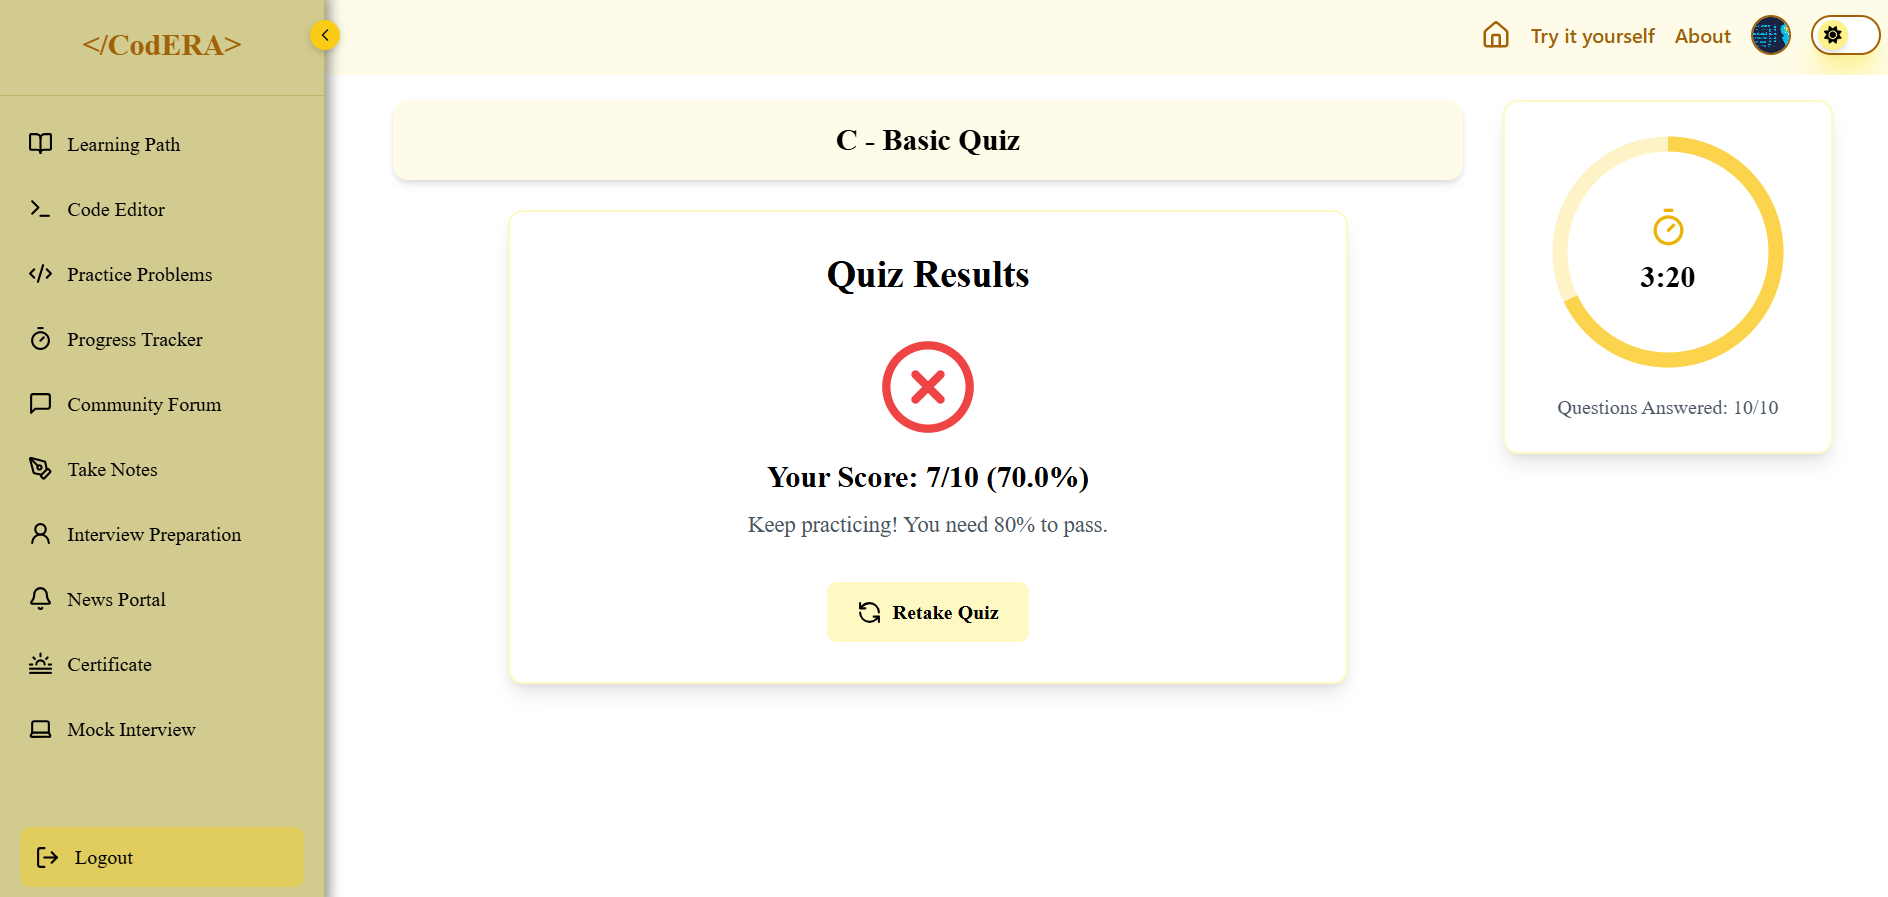 </CodERA>
Learning Path
Code Editor
Practice Problems
Progress Tracker
Community Forum
Take Notes
Interview Preparation
News Portal
Certificate
Mock Interview
Logout
Try it yourself
About
C - Basic Quiz
Quiz Results
Your Score: 7/10 (70.0%)
Keep practicing! You need 80% to pass.
Retake Quiz
3:20
Questions Answered: 10/10